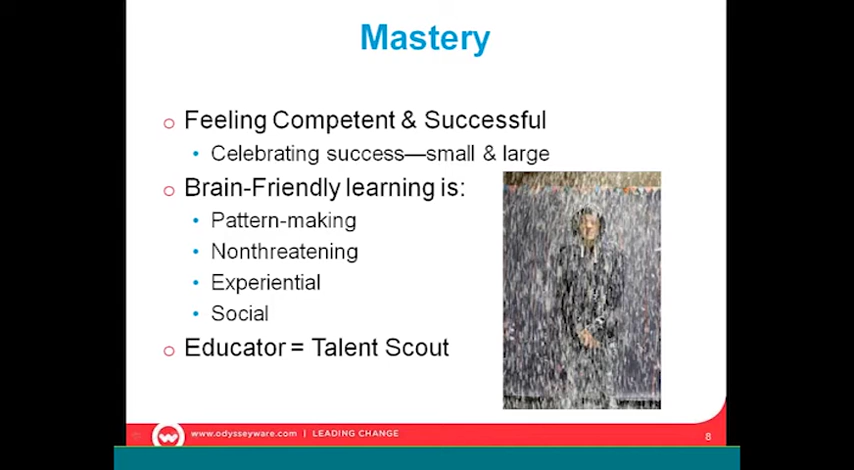 Mastery
Feeling Competent & Successful
Celebrating success—small & large
Brain-Friendly learning is:
Pattern-making
Nonthreatening
Experiential
Social
Educator = Talent Scout
www.odysseyware.com | LEADING CHANGE
8